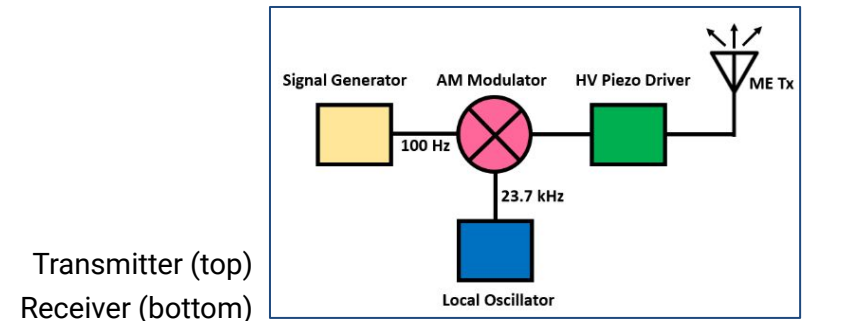 Signal Generator
AM Modulator
HV Piezo Driver
ME Tx
100 Hz
23.7 kHz
Local Oscillator
Transmitter (top)
Receiver (bottom)